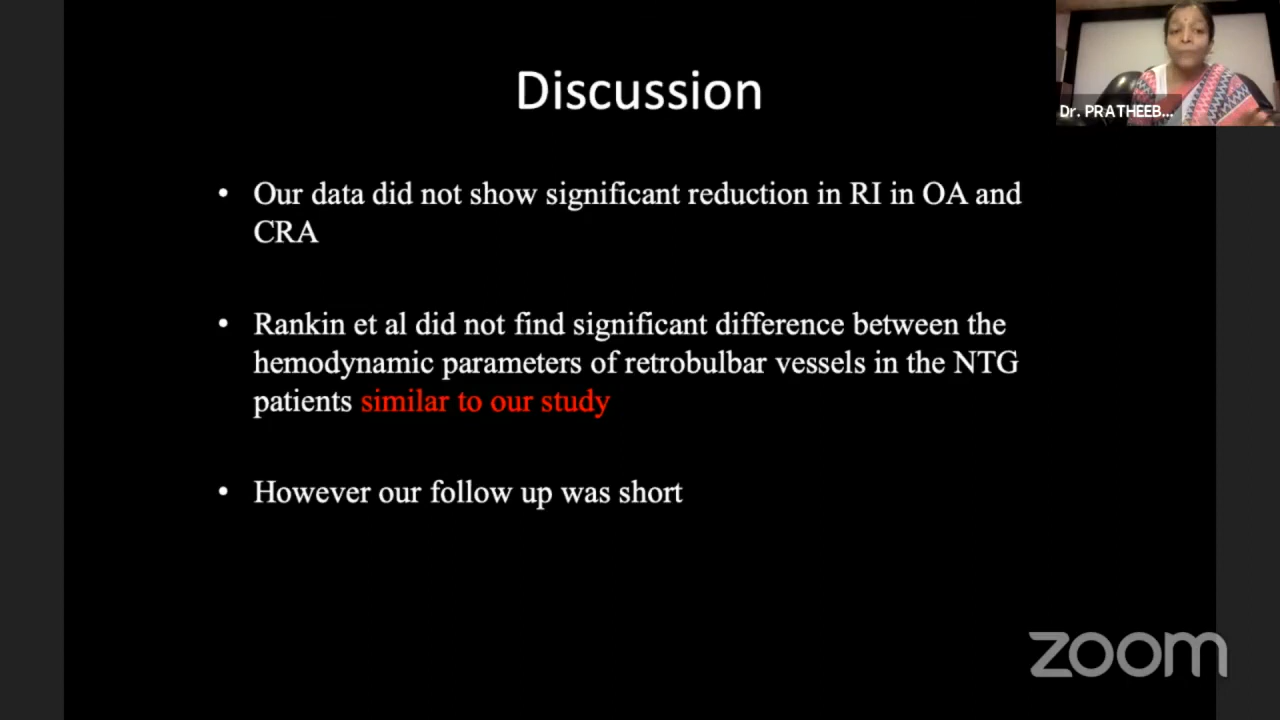 Discussion
Dr. PRATHEEB...
• Our data did not show significant reduction in RI in OA and
CRA
• Rankin et al did not find significant difference between the
hemodynamic parameters of retrobulbar vessels in the NTG
patients similar to our study
• However our follow up was short
zoom